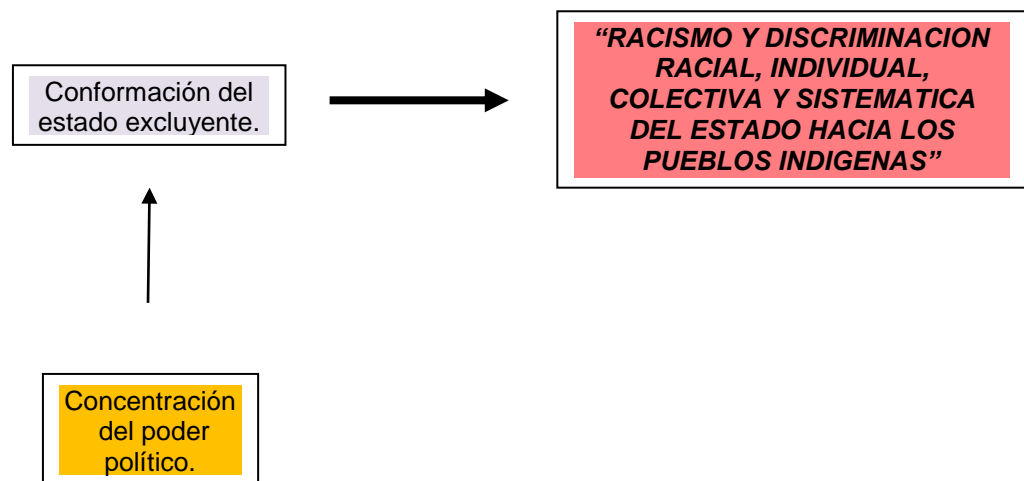 Conformación del
estado excluyente.
“RACISMO Y DISCRIMINACION
RACIAL, INDIVIDUAL,
COLECTIVA Y SISTEMATICA
DEL ESTADO HACIA LOS
PUEBLOS INDIGENAS”
Concentración
del poder
político.